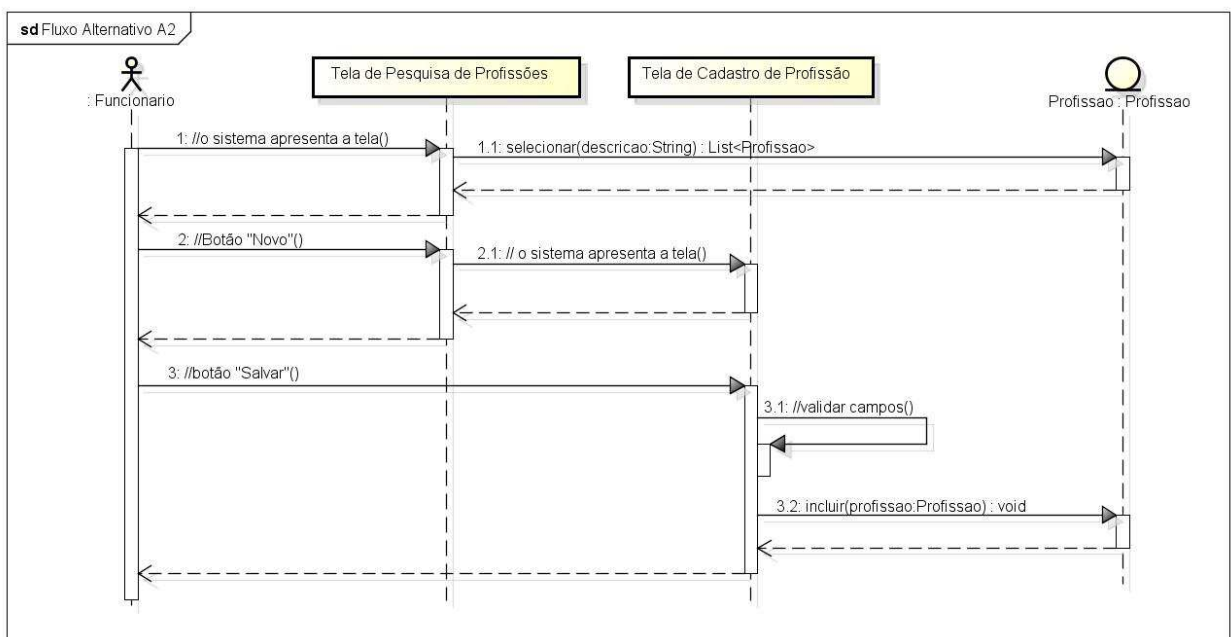 sd Fluxo Alternativo A2
: Funcionario
Tela de Pesquisa de Profissões
Tela de Cadastro de Profissão
Profissao : Profissao
1: //o sistema apresenta a tela()
1.1: selecionar(descricao:String) : List<Profissao>
2: //Botão "Novo"()
2.1: // o sistema apresenta a tela()
3: //botão "Salvar"()
3.1: //validar campos()
3.2: incluir(profissao:Profissao) : void